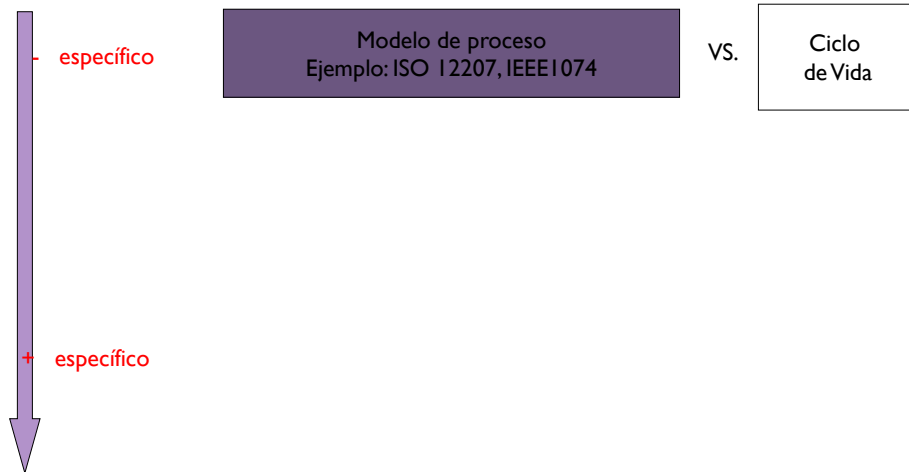 - específico
Modelo de proceso
Ejemplo: ISO 12207, IEEE1074
VS.
Ciclo
de Vida
+ específico